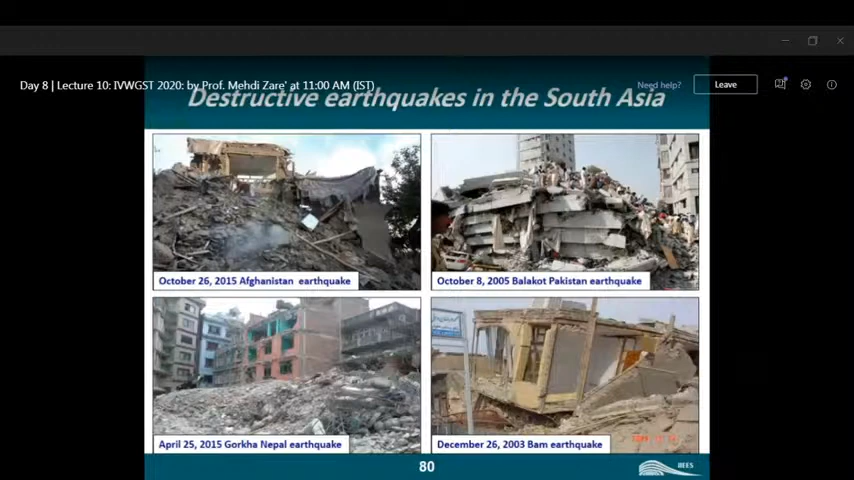 Day 8 | Lecture 10: IVWGST 2020: by Prof. Mehdi Zare' at 11:00 AM (IST)
Need help?
Leave
Destructive earthquakes in the South Asia
October 26, 2015 Afghanistan earthquake
October 8, 2005 Balakot Pakistan earthquake
April 25, 2015 Gorkha Nepal earthquake
December 26, 2003 Bam earthquake
80